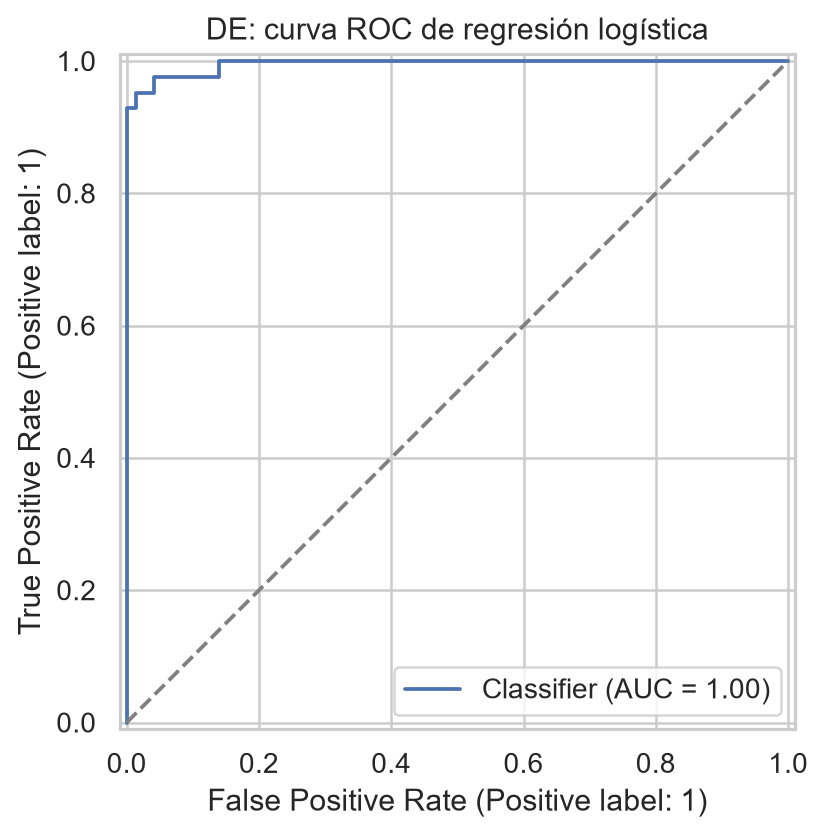 DE: curva ROC de regresión logística
True Positive Rate (Positive label: 1)
1.0
0.8
0.6
0.4
0.2
0.0
Classifier (AUC = 1.00)
0.0 0.2 0.4 0.6 0.8 1.0
False Positive Rate (Positive label: 1)